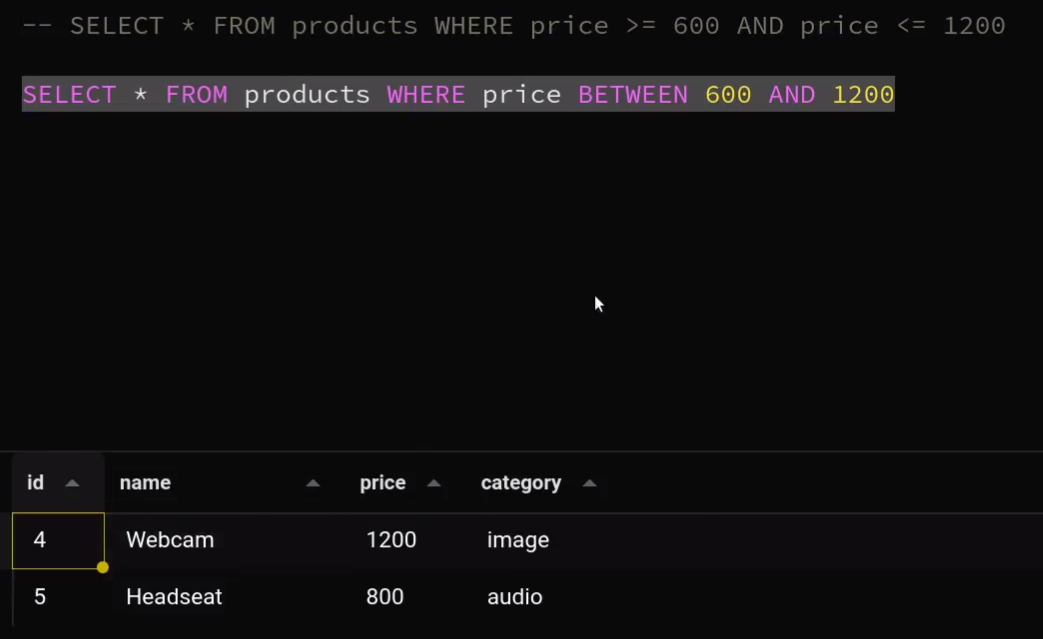 -- SELECT * FROM products WHERE price >= 600 AND price <= 1200
SELECT * FROM products WHERE price BETWEEN 600 AND 1200
id name price category
4 Webcam 1200 image
5 Headseat 800 audio